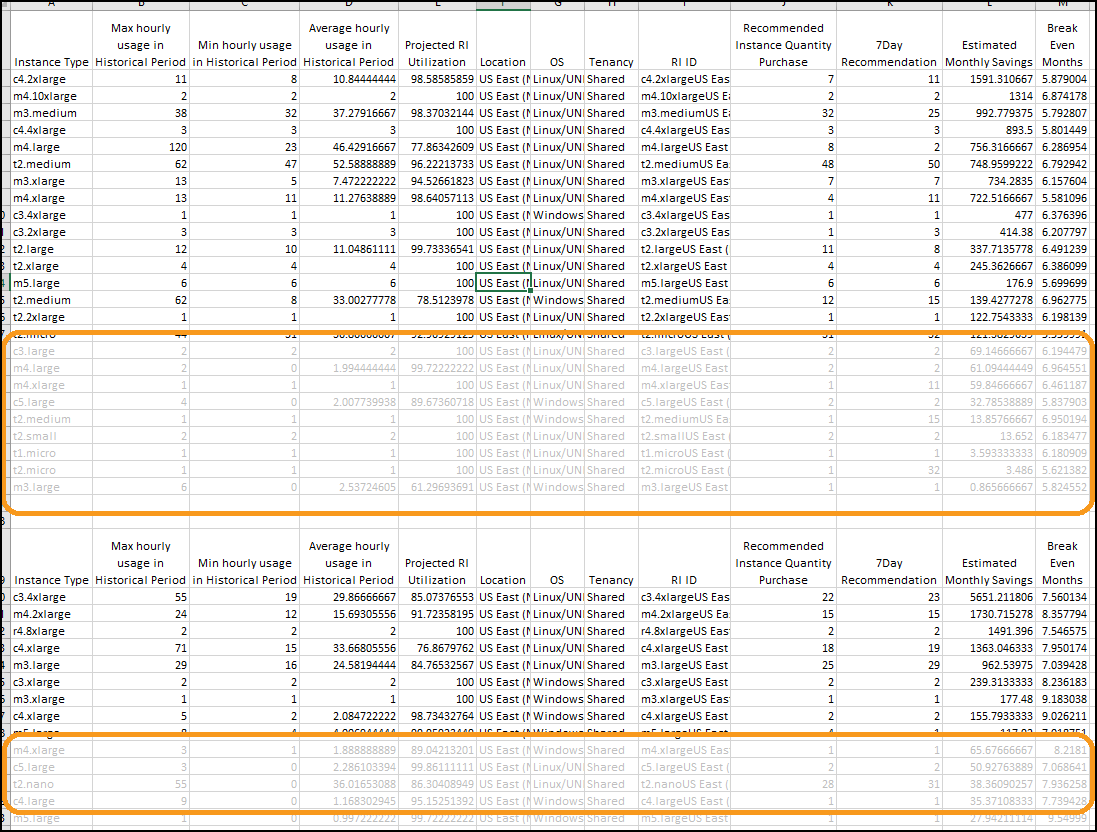 Max hourly Average hourly Recommended Break
usage in Min hourly usage usage in Projected RI Instance Quantity 7Day Estimated Even
Instance Type Historical Period in Historical Period Historical Period Utilization Location OS Tenancy RI ID Purchase Recommendation Monthly Savings Months
c4.2xlarge 11 8 10.84444444 98.58585859 US East (N Linux/UNI Shared c4.2xlargeUS Eas 7 11 1591.310667 5.879004
m4.10xlarge 2 2 2 100 US East (N Linux/UNI Shared m4.10xlargeUS Ea 2 2 1314 6.874178
m3.medium 38 32 37.27916667 98.37032144 US East (N Linux/UNI Shared m3.mediumUS Ea 32 25 992.779375 5.792807
c4.4xlarge 3 3 3 100 US East (N Linux/UNI Shared c4.4xlargeUS Eas 3 3 893.5 5.801449
m4.large 120 23 46.42916667 77.86342609 US East (N Linux/UNI Shared m4.largeUS East 8 2 756.3166667 6.286954
t2.medium 62 47 52.58888889 96.22213733 US East (N Linux/UNI Shared t2.mediumUS Ea 48 50 748.9599222 6.792942
m3.xlarge 13 5 7.472222222 94.52661823 US East (N Linux/UNI Shared m3.xlargeUS Eas 7 7 734.2835 6.157604
m4.xlarge 13 11 11.27638889 98.64057113 US East (N Linux/UNI Shared m4.xlargeUS Eas 4 11 722.5166667 5.581096
c3.4xlarge 1 1 1 100 US East (N Windows Shared c3.4xlargeUS Eas 1 1 477 6.376396
c3.2xlarge 3 3 3 100 US East (N Linux/UNI Shared c3.2xlargeUS Eas 1 3 414.38 6.207797
t2.large 12 10 11.04861111 99.73336541 US East (N Linux/UNI Shared t2.largeUS East ( 11 8 337.7135778 6.491239
t2.xlarge 4 4 4 100 US East (N Linux/UNI Shared t2.xlargeUS East 4 4 245.3626667 6.386099
m5.large 6 6 6 100 US East (N Linux/UNI Shared m5.largeUS East 6 6 176.9 5.699699
t2.medium 62 8 33.00277778 78.5123978 US East (N Windows Shared t2.mediumUS Ea 12 15 139.4277278 6.962775
t2.2xlarge 1 1 1 100 US East (N Linux/UNI Shared t2.2xlargeUS Eas 1 1 122.7543333 6.198139
t2.micro
c3.large 2 2 2 100 US East (N Linux/UNI Shared c3.largeUS East ( 2 2 69.14666667 6.194479
m4.large 2 0 1.994444444 99.72222222 US East (N Windows Shared m4.largeUS East 2 2 61.09444449 6.964551
m4.xlarge 1 1 1 100 US East (N Linux/UNI Shared m4.xlargeUS Eas 1 11 59.84666667 6.461187
c5.large 4 0 2.007739938 89.67360718 US East (N Windows Shared c5.largeUS East ( 2 2 32.78538889 5.837903
t2.medium 1 1 1 100 US East (N Windows Shared t2.mediumUS Ea 1 15 13.85766667 6.950194
t2.small 2 2 2 100 US East (N Linux/UNI Shared t2.smallUS East ( 2 2 13.652 6.183477
t1.micro 1 1 1 100 US East (N Linux/UNI Shared t1.microUS East ( 1 1 3.593333333 6.180909
t2.micro 1 1 1 100 US East (N Linux/UNI Shared t2.microUS East ( 1 32 3.486 5.621382
m3.large 6 0 2.53724605 61.29693691 US East (N Windows Shared m3.largeUS East 1 1 0.865666667 5.824552
Max hourly Average hourly Recommended Break
usage in Min hourly usage usage in Projected RI Instance Quantity 7Day Estimated Even
Instance Type Historical Period in Historical Period Historical Period Utilization Location OS Tenancy RI ID Purchase Recommendation Monthly Savings Months
c3.4xlarge 55 19 29.86666667 85.07376553 US East (N Linux/UNI Shared c3.4xlargeUS Eas 22 23 5651.211806 7.560134
m4.2xlarge 24 12 15.69305556 91.72358195 US East (N Linux/UNI Shared m4.2xlargeUS Ea 15 15 1730.715278 8.357794
r4.8xlarge 2 2 2 100 US East (N Linux/UNI Shared r4.8xlargeUS East 2 2 1491.396 7.546575
c4.xlarge 71 15 33.66805556 76.8679762 US East (N Linux/UNI Shared c4.xlargeUS East 18 19 1363.046333 7.950174
m3.large 29 16 24.58194444 84.76532567 US East (N Linux/UNI Shared m3.largeUS East 25 29 962.53975 7.039428
c3.xlarge 2 2 2 100 US East (N Windows Shared c3.xlargeUS East 2 2 239.3133333 8.236183
m3.xlarge 1 1 1 100 US East (N Windows Shared m3.xlargeUS Eas 1 1 177.48 9.183038
c4.xlarge 5 2 2.084722222 98.73432764 US East (N Windows Shared c4.xlargeUS East 2 2 155.7933333 9.026211
m4.xlarge 3 1 1.888888889 89.04213201 US East (N Windows Shared m4.xlargeUS Eas 1 1 65.67666667 8.2181
c5.large 3 0 2.286103394 99.86111111 US East (N Linux/UNI Shared c5.largeUS East ( 2 2 50.92763889 7.068641
t2.nano 55 0 36.01653088 86.30408949 US East (N Linux/UNI Shared t2.nanoUS East ( 28 31 38.36090257 7.936258
c4.large 9 0 1.168302945 95.15251392 US East (N Windows Shared c4.largeUS East ( 1 1 35.37108333 7.739428
m5.large 1 0 0.997222222 99.72222222 US East (N Windows Shared m5.largeUS East 1 1 27.94211114 9.54999